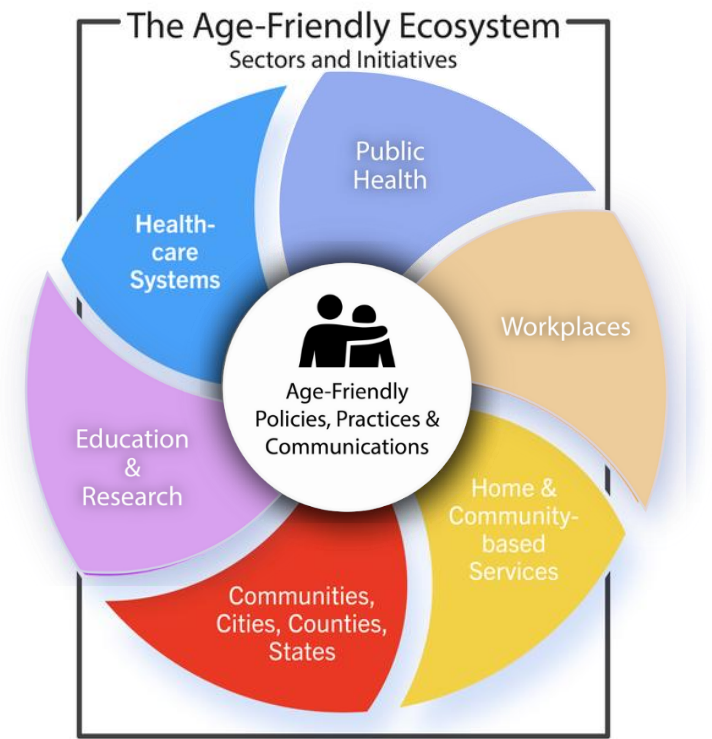 The Age-Friendly Ecosystem
Sectors and Initiatives
Public
Health
Health-
care
Systems
Workplaces
Age-Friendly
Policies, Practices &
Communications
Education
&
Research
Home &
Community-
based
Services
Communities,
Cities, Counties,
States